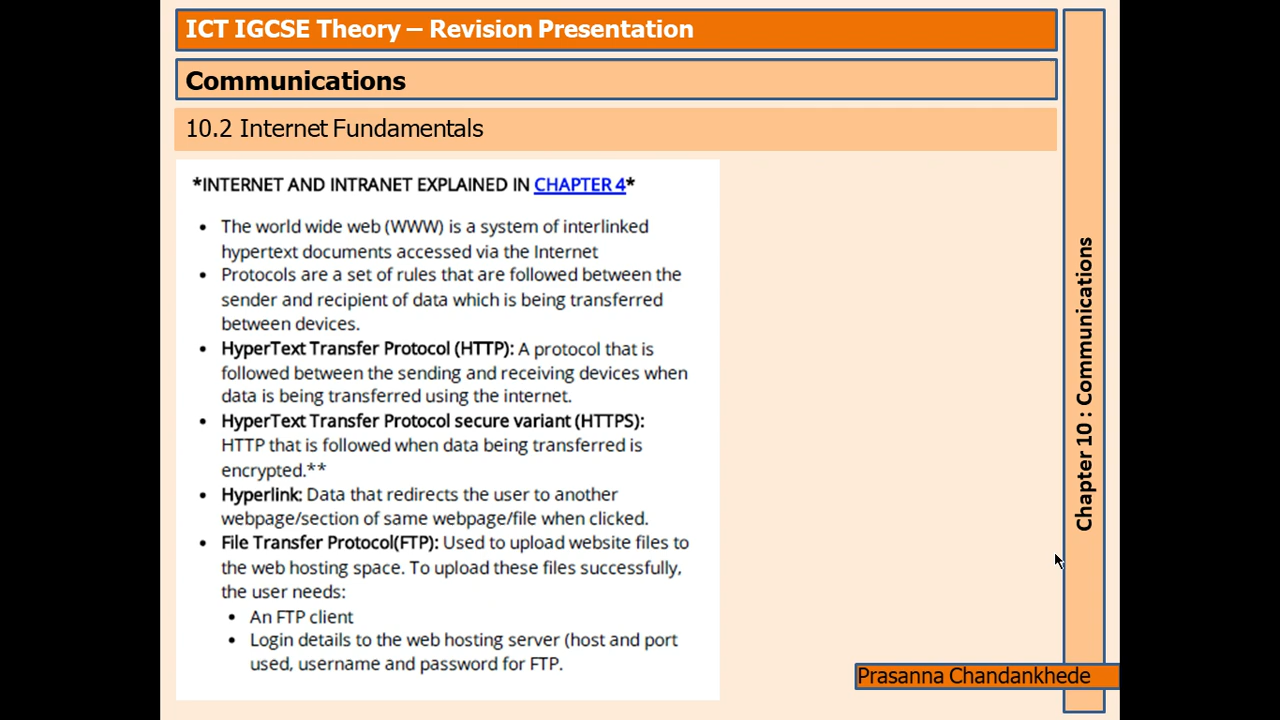 ICT IGCSE Theory – Revision Presentation
Communications
10.2 Internet Fundamentals
*INTERNET AND INTRANET EXPLAINED IN CHAPTER 4*
• The world wide web (WWW) is a system of interlinked
hypertext documents accessed via the Internet
• Protocols are a set of rules that are followed between the
sender and recipient of data which is being transferred
between devices.
• HyperText Transfer Protocol (HTTP): A protocol that is
followed between the sending and receiving devices when
data is being transferred using the internet.
• HyperText Transfer Protocol secure variant (HTTPS):
HTTP that is followed when data being transferred is
encrypted.**
• Hyperlink: Data that redirects the user to another
webpage/section of same webpage/file when clicked.
• File Transfer Protocol(FTP): Used to upload website files to
the web hosting space. To upload these files successfully,
the user needs:
• An FTP client
• Login details to the web hosting server (host and port
used, username and password for FTP.
Chapter 10 : Communications
Prasanna Chandankhede